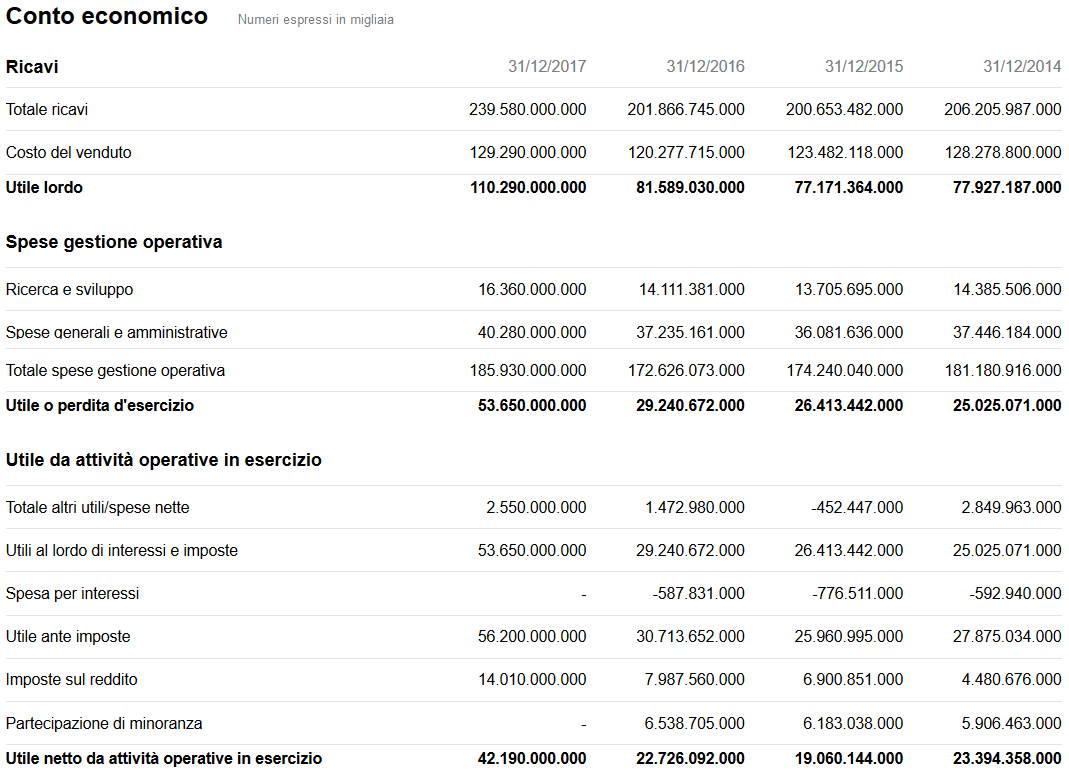 Conto economico Numeri espressi in migliaia
Ricavi 31/12/2017 31/12/2016 31/12/2015 31/12/2014
Totale ricavi 239.580.000.000 201.866.745.000 200.653.482.000 206.205.987.000
Costo del venduto 129.290.000.000 120.277.715.000 123.482.118.000 128.278.800.000
Utile lordo 110.290.000.000 81.589.030.000 77.171.364.000 77.927.187.000
Spese gestione operativa
Ricerca e sviluppo 16.360.000.000 14.111.381.000 13.705.695.000 14.385.506.000
Spese generali e amministrative 40.280.000.000 37.235.161.000 36.081.636.000 37.446.184.000
Totale spese gestione operativa 185.930.000.000 172.626.073.000 174.240.040.000 181.180.916.000
Utile o perdita d'esercizio 53.650.000.000 29.240.672.000 26.413.442.000 25.025.071.000
Utile da attività operative in esercizio
Totale altri utili/spese nette 2.550.000.000 1.472.980.000 -452.447.000 2.849.963.000
Utili al lordo di interessi e imposte 53.650.000.000 29.240.672.000 26.413.442.000 25.025.071.000
Spesa per interessi - -587.831.000 -776.511.000 -592.940.000
Utile ante imposte 56.200.000.000 30.713.652.000 25.960.995.000 27.875.034.000
Imposte sul reddito 14.010.000.000 7.987.560.000 6.900.851.000 4.480.676.000
Partecipazione di minoranza - 6.538.705.000 6.183.038.000 5.906.463.000
Utile netto da attività operative in esercizio 42.190.000.000 22.726.092.000 19.060.144.000 23.394.358.000